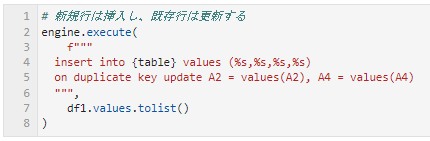 1 # 新規行は挿入し、既存行は更新する
2 engine.execute(
3     f"""
4   insert into {table} values (%s,%s,%s,%s)
5   on duplicate key update A2 = values(A2), A4 = values(A4)
6   """,
7     df1.values.tolist()
8 )